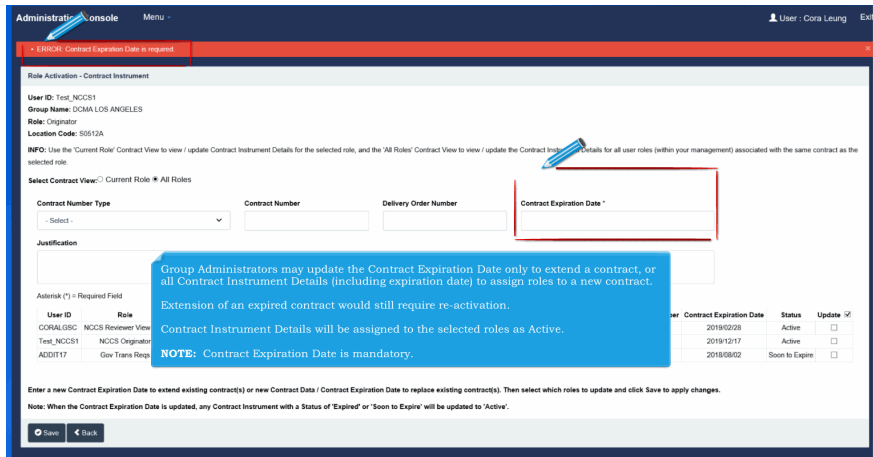 Administration Console Menu User : Cora Leung Exit
ERROR: Contract Expiration Date is required.
Role Activation - Contract Instrument
User ID: Test_NCCS1
Group Name: DCMA LOS ANGELES
Role: Originator
Location Code: S0512A
INFO: Use the 'Current Role' Contract View to view / update Contract Instrument Details for the selected role, and the 'All Roles' Contract View to view / update the Contract Instrument Details for all user roles (within your management) associated with the same contract as the
selected role.
Select Contract View: Current Role All Roles
Contract Number Type Contract Number Delivery Order Number Contract Expiration Date *
- Select -
Justification
Group Administrators may update the Contract Expiration Date only to extend a contract, or
all Contract Instrument Details (including expiration date) to assign roles to a new contract.
Extension of an expired contract would still require re-activation.
Contract Instrument Details will be assigned to the selected roles as Active.
NOTE: Contract Expiration Date is mandatory.
Asterisk (*) = Required Field
User ID Role Contract Expiration Date Status Update
CORALGSC NCCS Reviewer View 2019/02/28 Active
Test_NCCS1 NCCS Originator 2019/12/17 Active
ADDIT17 Gov Trans Reqs 2018/08/02 Soon to Expire
Enter a new Contract Expiration Date to extend existing contract(s) or new Contract Data / Contract Expiration Date to replace existing contract(s). Then select which roles to update and click Save to apply changes.
Note: When the Contract Expiration Date is updated, any Contract Instrument with a Status of 'Expired' or 'Soon to Expire' will be updated to 'Active'.
Save Back